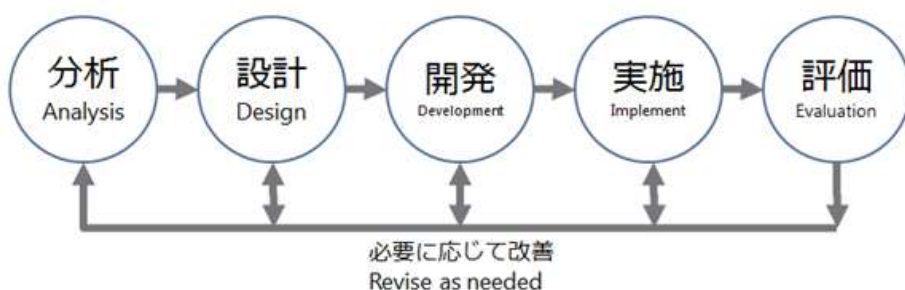 分析
Analysis
設計
Design
開発
Development
実施
Implement
評価
Evaluation
必要に応じて改善
Revise as needed